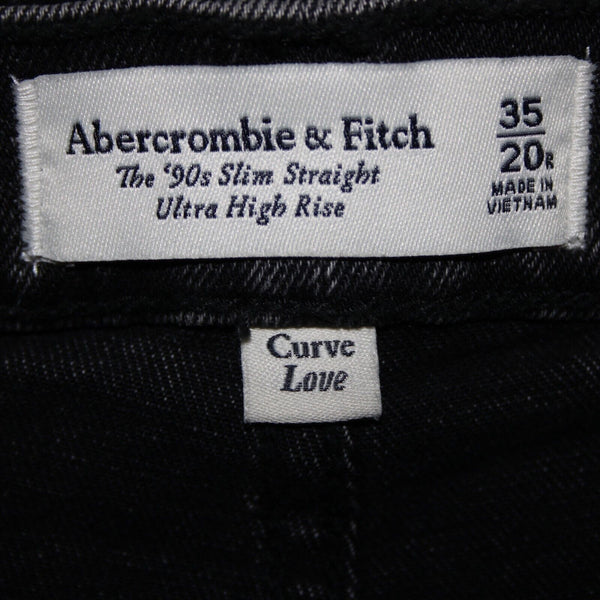 Abercrombie & Fitch
The ‘90s Slim Straight
Ultra High Rise
35
20R
MADE IN
VIETNAM
Curve
Love